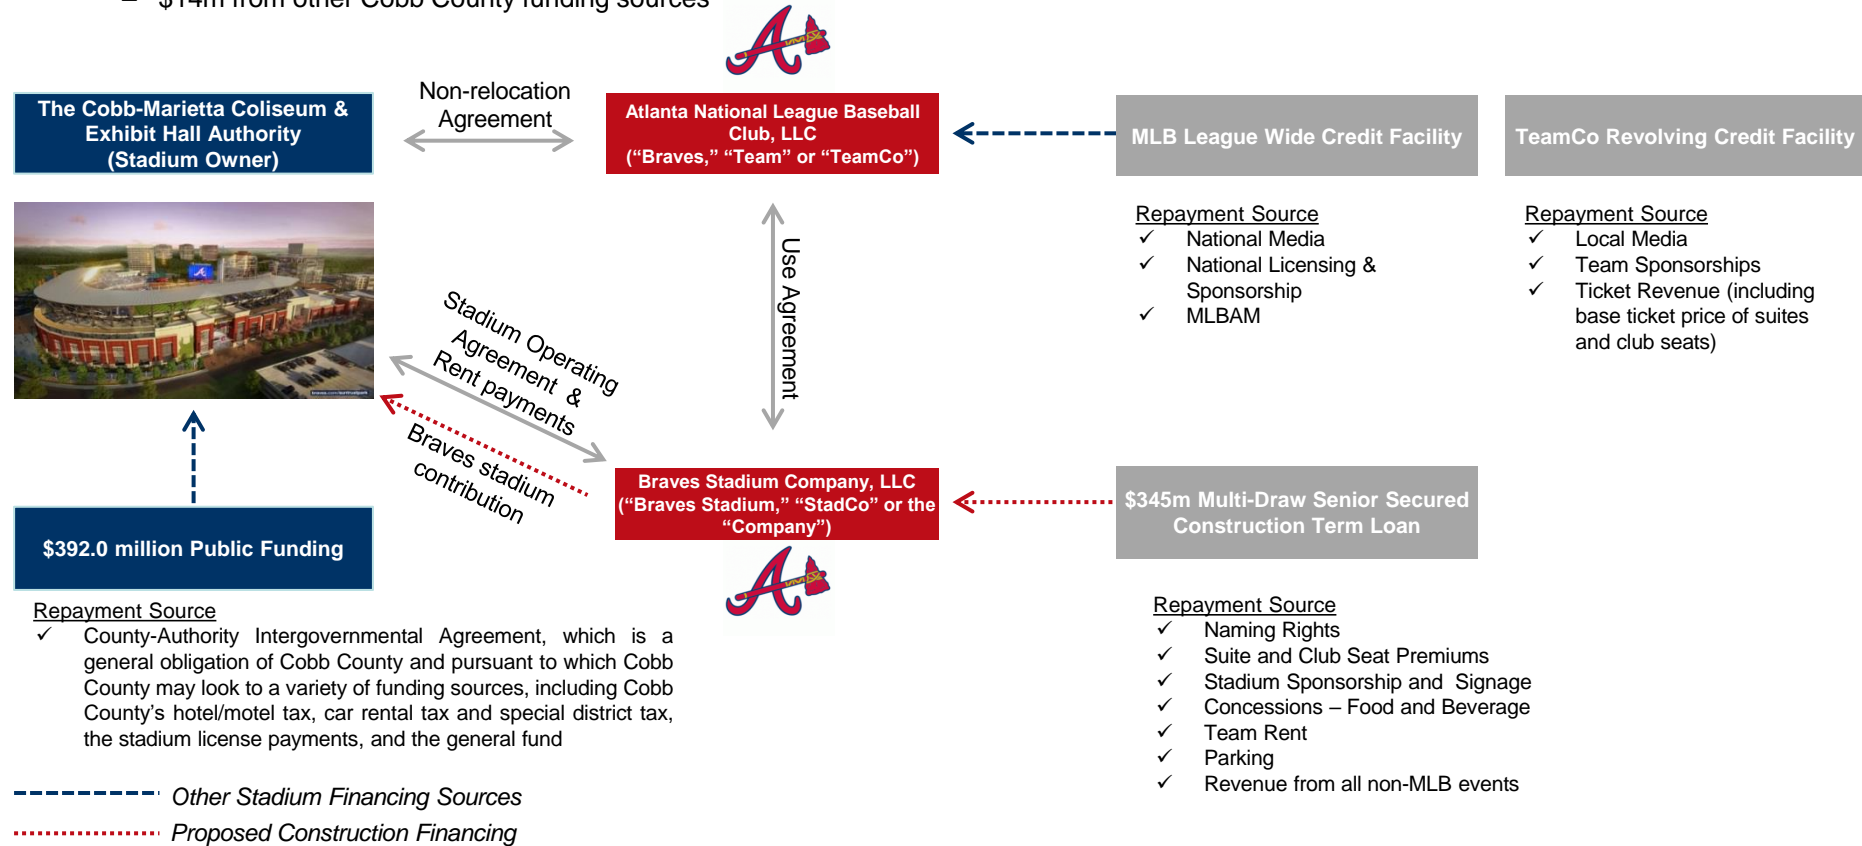 – $14m from other Cobb County funding sources
The Cobb-Marietta Coliseum &
Exhibit Hall Authority
(Stadium Owner)
Non-relocation
Agreement
Atlanta National League Baseball
Club, LLC
(“Braves,” “Team” or “TeamCo”)
MLB League Wide Credit Facility
TeamCo Revolving Credit Facility
Repayment Source
✓ National Media
✓ National Licensing &
Sponsorship
✓ MLBAM
Repayment Source
✓ Local Media
✓ Team Sponsorships
✓ Ticket Revenue (including
base ticket price of suites
and club seats)
Use Agreement
Stadium Operating
Agreement &
Rent payments
Braves stadium
contribution
Braves Stadium Company, LLC
(“Braves Stadium,” “StadCo” or the
“Company”)
$345m Multi-Draw Senior Secured
Construction Term Loan
$392.0 million Public Funding
Repayment Source
✓ County-Authority Intergovernmental Agreement, which is a
general obligation of Cobb County and pursuant to which Cobb
County may look to a variety of funding sources, including Cobb
County’s hotel/motel tax, car rental tax and special district tax,
the stadium license payments, and the general fund
Repayment Source
✓ Naming Rights
✓ Suite and Club Seat Premiums
✓ Stadium Sponsorship and Signage
✓ Concessions – Food and Beverage
✓ Team Rent
✓ Parking
✓ Revenue from all non-MLB events
Other Stadium Financing Sources
Proposed Construction Financing